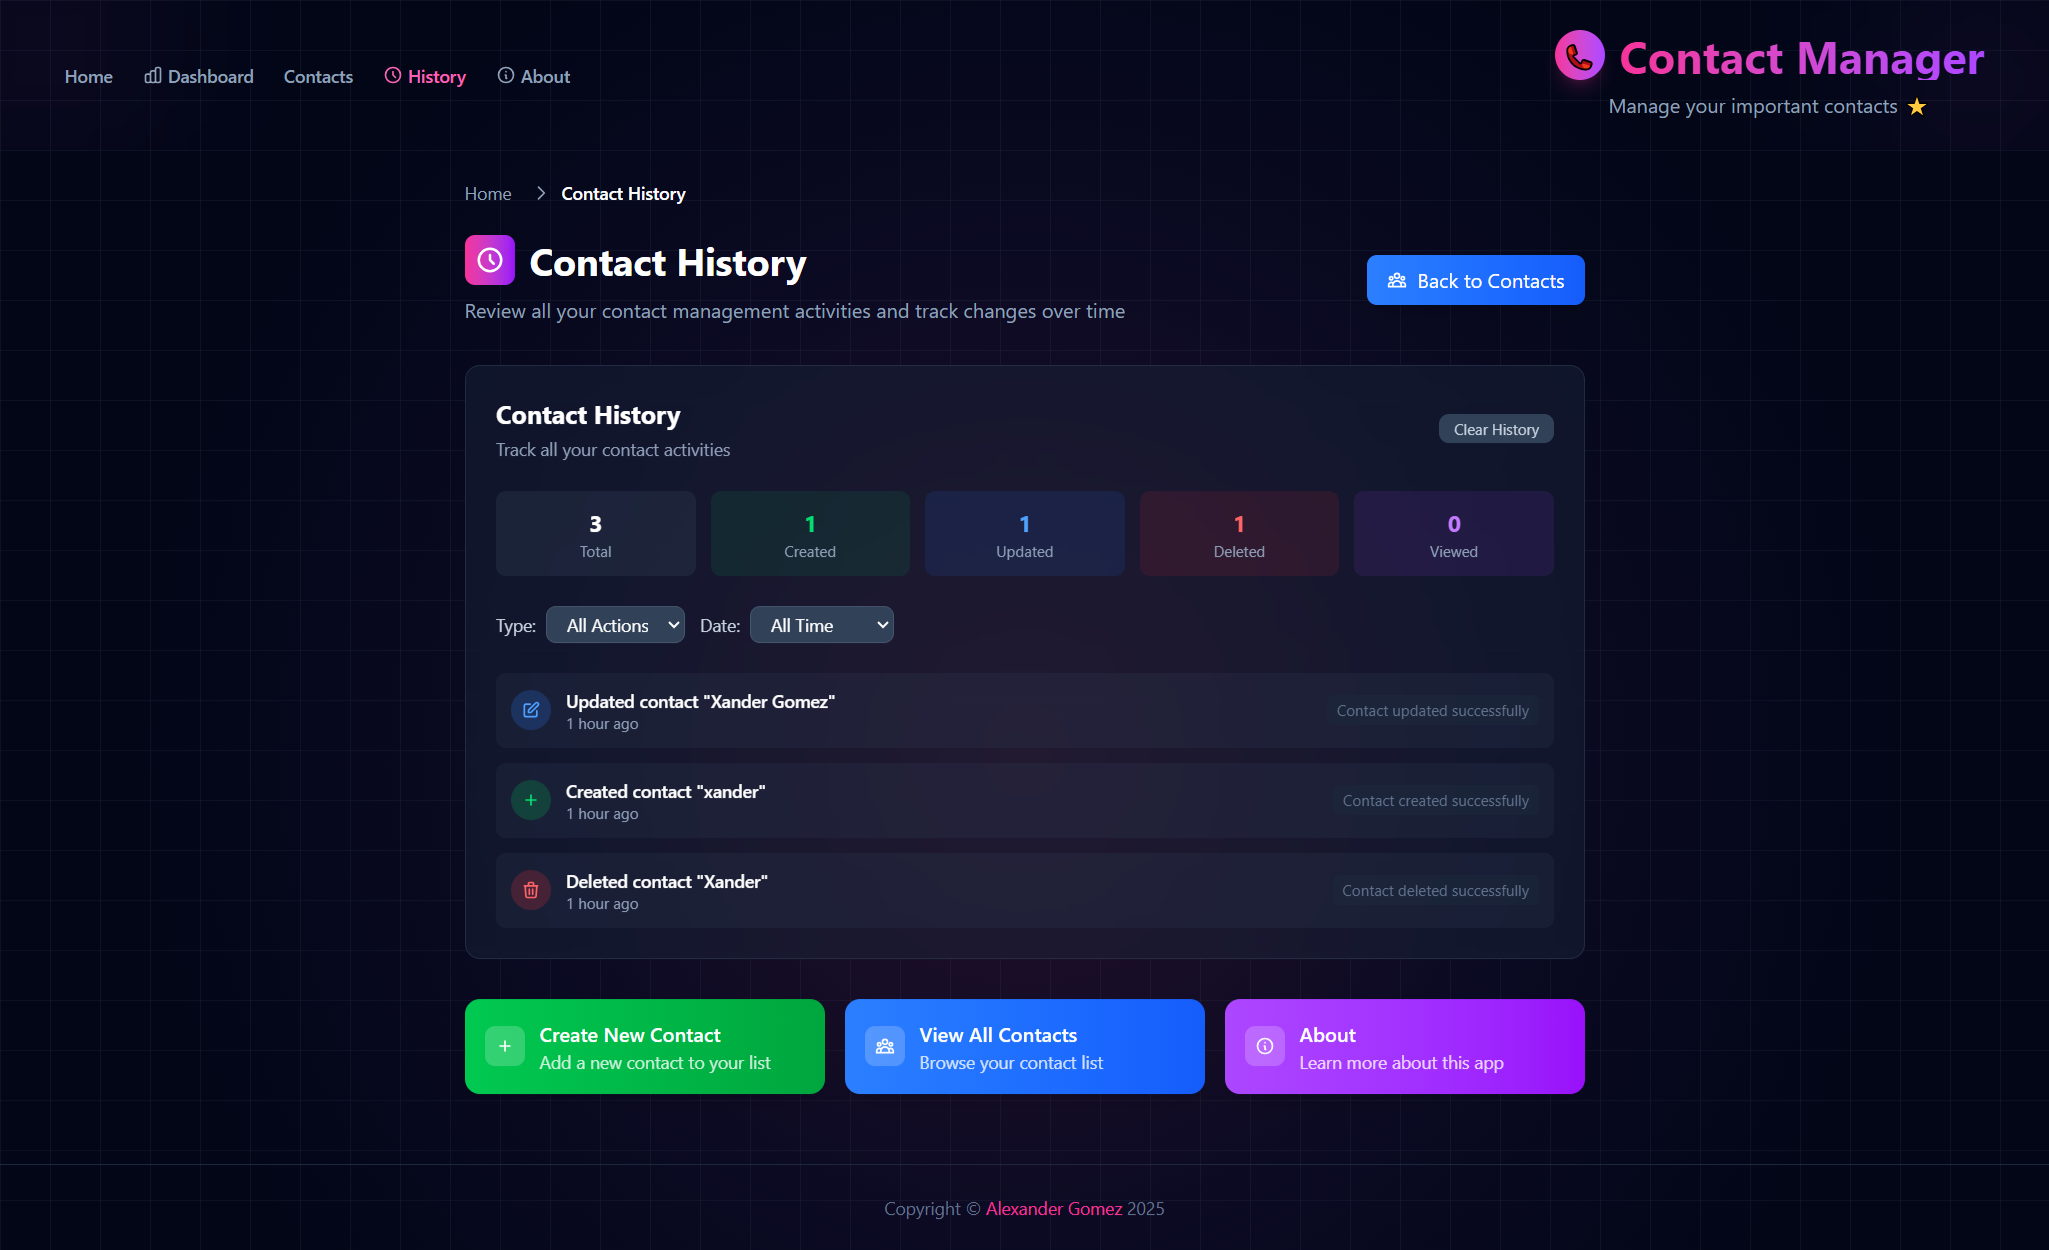 Home Dashboard Contacts History About
Contact Manager
Manage your important contacts
Home Contact History
Contact History
Review all your contact management activities and track changes over time
Back to Contacts
Contact History
Track all your contact activities
Clear History
3 1 1 1 0
Total Created Updated Deleted Viewed
Type: All Actions Date: All Time
Updated contact "Xander Gomez"
1 hour ago
Contact updated successfully
Created contact "xander"
1 hour ago
Contact created successfully
Deleted contact "Xander"
1 hour ago
Contact deleted successfully
Create New Contact
Add a new contact to your list
View All Contacts
Browse your contact list
About
Learn more about this app
Copyright © Alexander Gomez 2025